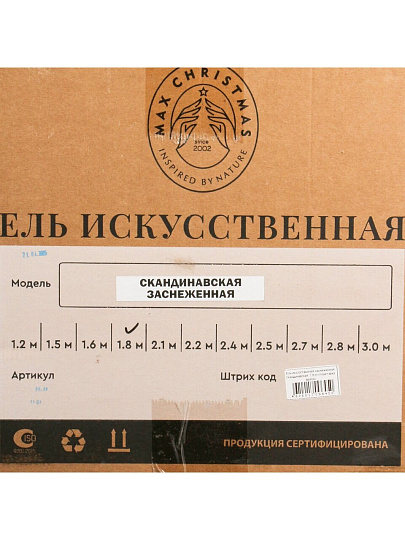 MAX CHRISTMAS
since
2002
INSPIRED BY NATURE
ЕЛЬ ИСКУССТВЕННАЯ
Модель
СКАНДИНАВСКАЯ
ЗАСНЕЖЕННАЯ
1.2 м 1.5 м 1.6 м 1.8 м 2.1 м 2.2 м 2.4 м 2.5 м 2.7 м 2.8 м 3.0 м
Артикул
Штрих код
ISO
ПРОДУКЦИЯ СЕРТИФИЦИРОВАНА